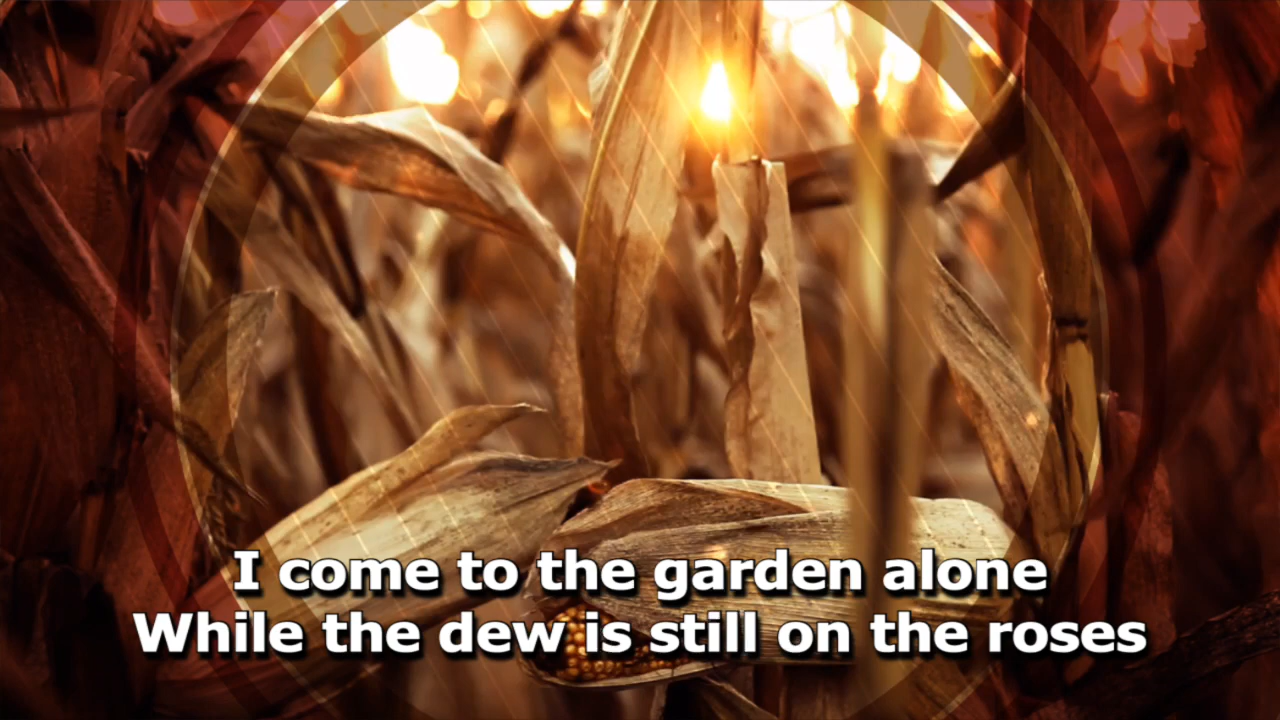 I come to the garden alone
While the dew is still on the roses